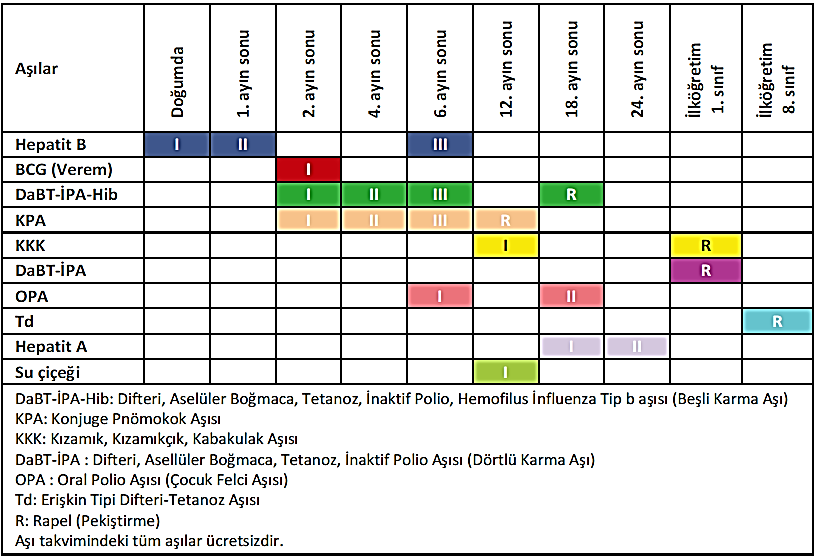 Aşılar Doğumda 1. ayın sonu 2. ayın sonu 4. ayın sonu 6. ayın sonu 12. ayın sonu 18. ayın sonu 24. ayın sonu İlköğretim 1. sınıf İlköğretim 8. sınıf
Hepatit B I II III
BCG (Verem) I
DaBT-İPA-Hib I II III R
KPA I II III R
KKK I R
DaBT-İPA R
OPA I II
Td R
Hepatit A I II
Su çiçeği I
DaBT-İPA-Hib: Difteri, Aselüler Boğmaca, Tetanoz, İnaktif Polio, Hemofilus İnfluenza Tip b aşısı (Beşli Karma Aşı)
KPA: Konjuge Pnömokok Aşısı
KKK: Kızamık, Kızamıkçık, Kabakulak Aşısı
DaBT-İPA : Difteri, Asellüler Boğmaca, Tetanoz, İnaktif Polio Aşısı (Dörtlü Karma Aşı)
OPA : Oral Polio Aşısı (Çocuk Felci Aşısı)
Td: Erişkin Tipi Difteri-Tetanoz Aşısı
R: Rapel (Pekiştirme)
Aşı takvimindeki tüm aşılar ücretsizdir.